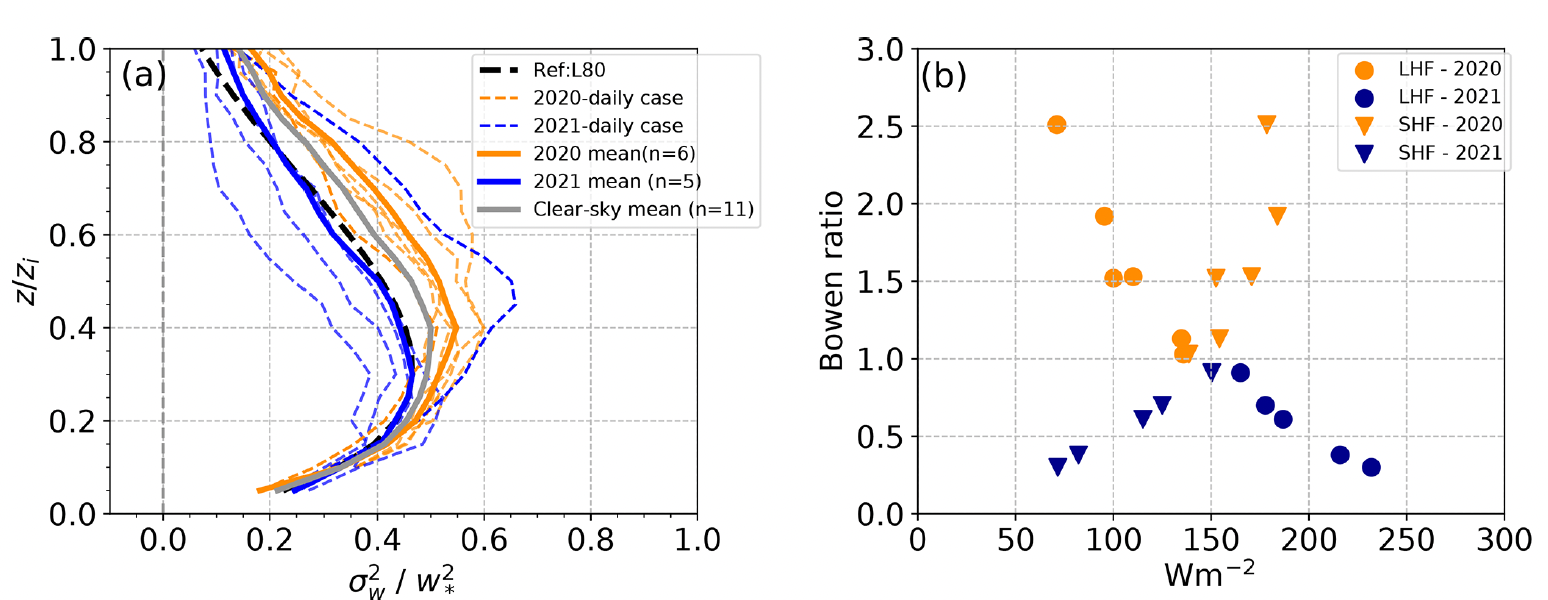 (a)
Ref:L80
2020-daily case
2021-daily case
2020 mean(n=6)
2021 mean (n=5)
Clear-sky mean (n=11)
1.0
0.8
0.6
0.4
0.2
0.0
z/z_i
0.0 0.2 0.4 0.6 0.8 1.0
σ_w^2 / w_*^2
(b)
LHF - 2020
LHF - 2021
SHF - 2020
SHF - 2021
3.0
2.5
2.0
1.5
1.0
0.5
0.0
Bowen ratio
0 50 100 150 200 250 300
Wm⁻²